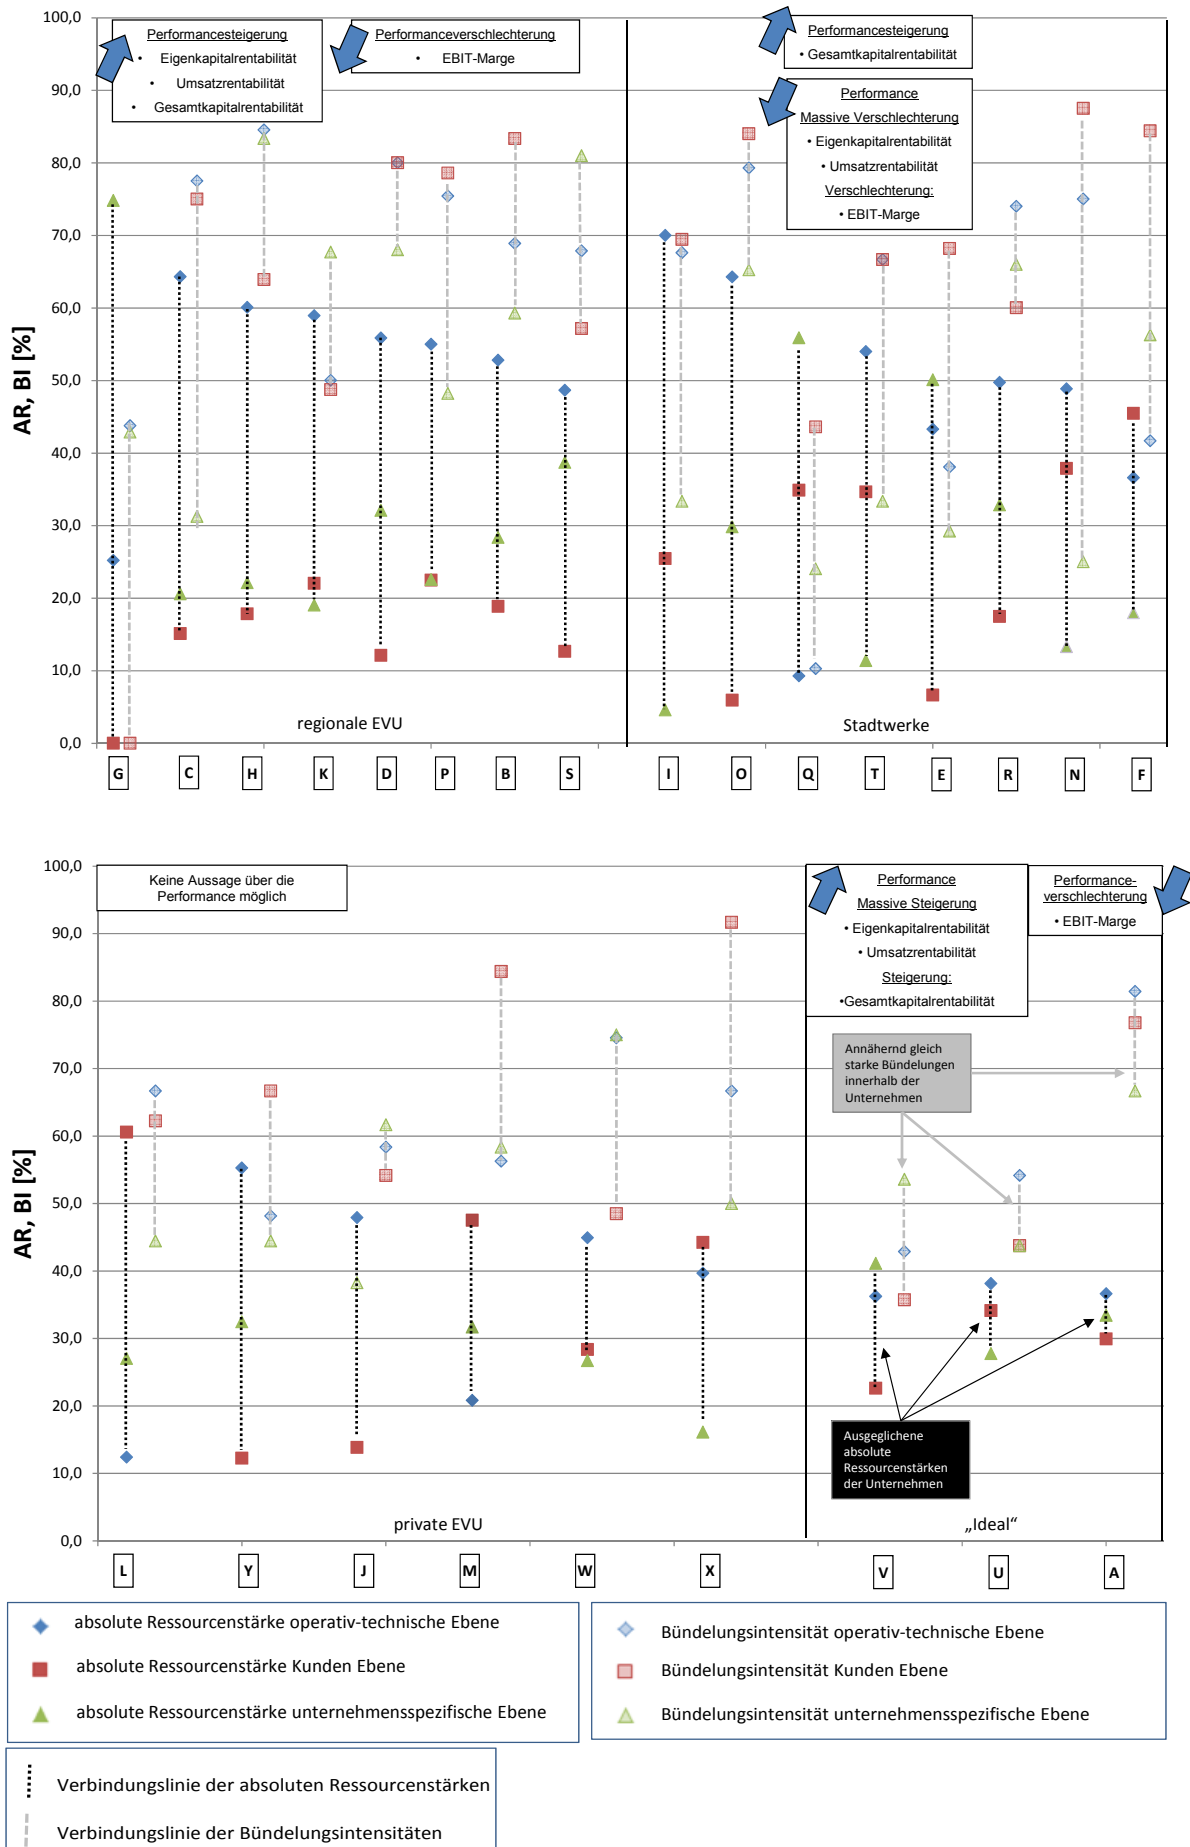 100,0
90,0
80,0
70,0
60,0
50,0
40,0
30,0
20,0
10,0
0,0
AR, BI [%]
Performancesteigerung
• Eigenkapitalrentabilität
• Umsatzrentabilität
• Gesamtkapitalrentabilität
Performanceverschlechterung
• EBIT-Marge
Performancesteigerung
• Gesamtkapitalrentabilität
Performance
Massive Verschlechterung
• Eigenkapitalrentabilität
• Umsatzrentabilität
Verschlechterung:
• EBIT-Marge
regionale EVU
Stadtwerke
G C H K D P B S I O Q T E R N F
100,0
90,0
80,0
70,0
60,0
50,0
40,0
30,0
20,0
10,0
0,0
AR, BI [%]
Keine Aussage über die
Performance möglich
Performance
Massive Steigerung
• Eigenkapitalrentabilität
• Umsatzrentabilität
Steigerung:
•Gesamtkapitalrentabilität
Performance-
verschlechterung
• EBIT-Marge
Annähernd gleich
starke Bündelungen
innerhalb der
Unternehmen
Ausgeglichene
absolute
Ressourcenstärken
der Unternehmen
private EVU
„Ideal“
L Y J M W X V U A
absolute Ressourcenstärke operativ-technische Ebene
absolute Ressourcenstärke Kunden Ebene
absolute Ressourcenstärke unternehmensspezifische Ebene
Bündelungsintensität operativ-technische Ebene
Bündelungsintensität Kunden Ebene
Bündelungsintensität unternehmensspezifische Ebene
Verbindungslinie der absoluten Ressourcenstärken
Verbindungslinie der Bündelungsintensitäten